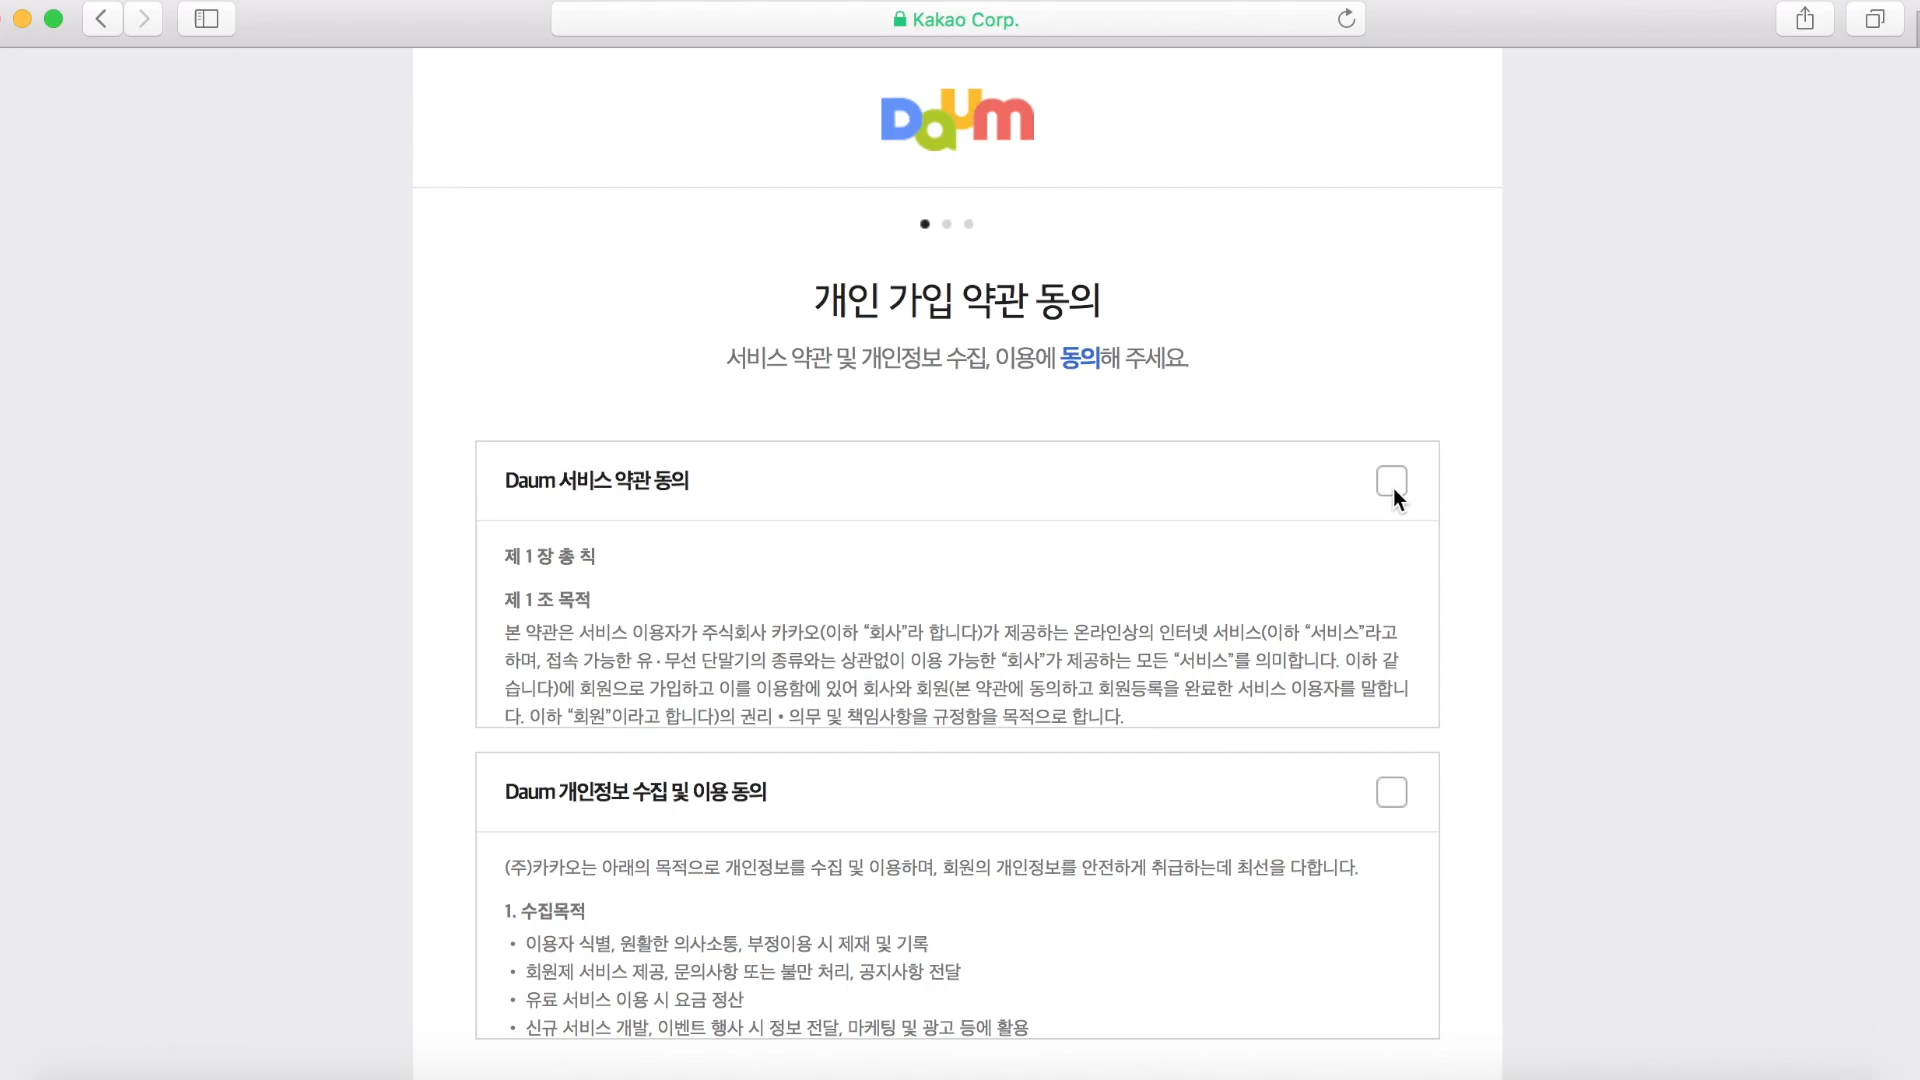 Kakao Corp.
Daum
개인 가입 약관 동의
서비스 약관 및 개인정보 수집, 이용에 동의해 주세요.
Daum 서비스 약관 동의
제 1 장 총 칙
제 1 조 목적
본 약관은 서비스 이용자가 주식회사 카카오(이하 “회사”라 합니다)가 제공하는 온라인상의 인터넷 서비스(이하 “서비스”라고
하며, 접속 가능한 유·무선 단말기의 종류와는 상관없이 이용 가능한 “회사”가 제공하는 모든 “서비스”를 의미합니다. 이하 같
습니다)에 회원으로 가입하고 이를 이용함에 있어 회사와 회원(본 약관에 동의하고 회원등록을 완료한 서비스 이용자를 말합니
다. 이하 “회원”이라고 합니다)의 권리 • 의무 및 책임사항을 규정함을 목적으로 합니다.
Daum 개인정보 수집 및 이용 동의
(주)카카오는 아래의 목적으로 개인정보를 수집 및 이용하며, 회원의 개인정보를 안전하게 취급하는데 최선을 다합니다.
1. 수집목적
• 이용자 식별, 원활한 의사소통, 부정이용 시 제재 및 기록
• 회원제 서비스 제공, 문의사항 또는 불만 처리, 공지사항 전달
• 유료 서비스 이용 시 요금 정산
• 신규 서비스 개발, 이벤트 행사 시 정보 전달, 마케팅 및 광고 등에 활용